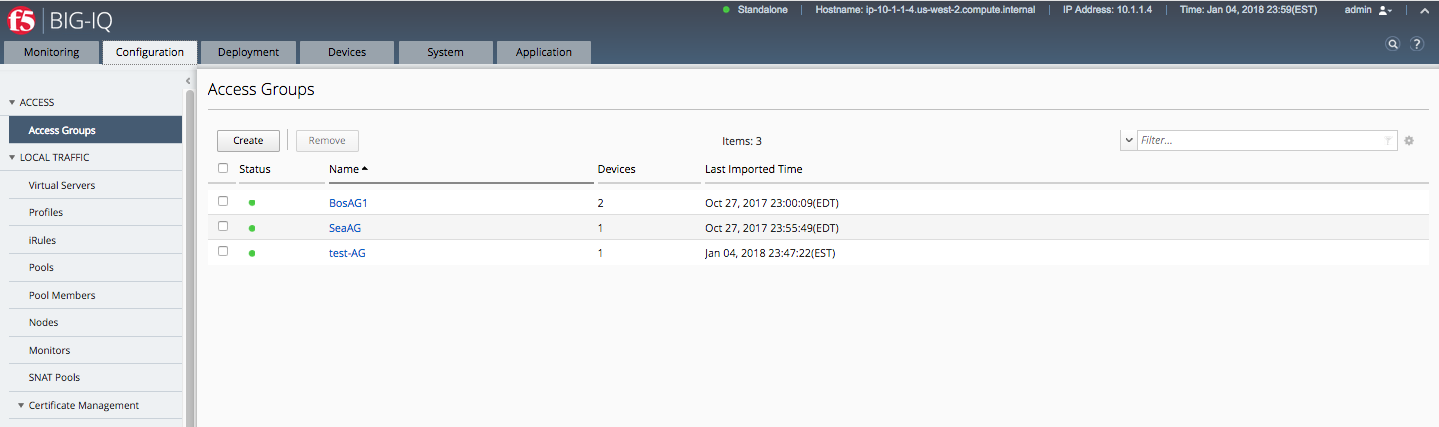 f5 BIG-IQ
Standalone Hostname: ip-10-1-1-4.us-west-2.compute.internal IP Address: 10.1.1.4 Time: Jan 04, 2018 23:59(EST) admin
Monitoring Configuration Deployment Devices System Application
?
ACCESS
Access Groups
LOCAL TRAFFIC
Virtual Servers
Profiles
iRules
Pools
Pool Members
Nodes
Monitors
SNAT Pools
Certificate Management
Access Groups
Create Remove Items: 3 Filter...
Status Name Devices Last Imported Time
BosAG1 2 Oct 27, 2017 23:00:09(EDT)
SeaAG 1 Oct 27, 2017 23:55:49(EDT)
test-AG 1 Jan 04, 2018 23:47:22(EST)